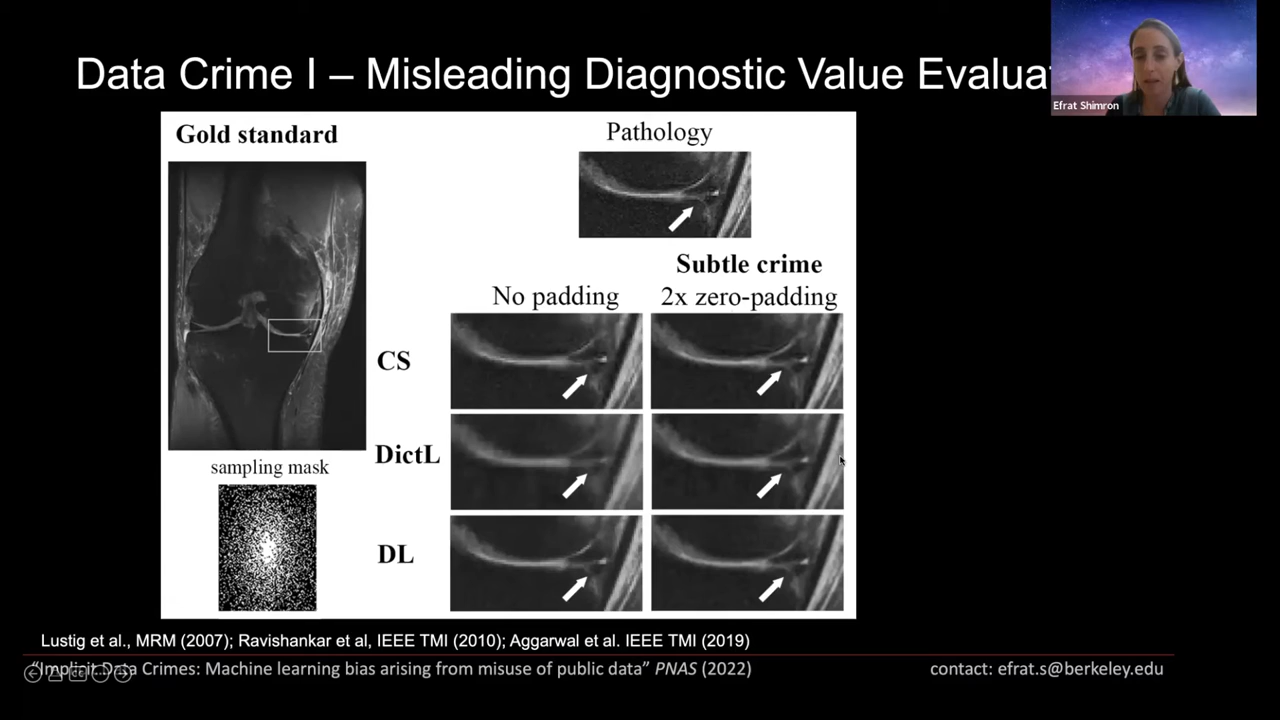 Data Crime I – Misleading Diagnostic Value Evalua
Efrat Shimron
Gold standard
Pathology
Subtle crime
No padding
2x zero-padding
CS
DictL
sampling mask
DL
Lustig et al., MRM (2007); Ravishankar et al, IEEE TMI (2010); Aggarwal et al. IEEE TMI (2019)
“Implicit Data Crimes: Machine learning bias arising from misuse of public data” PNAS (2022)
contact: efrat.s@berkeley.edu